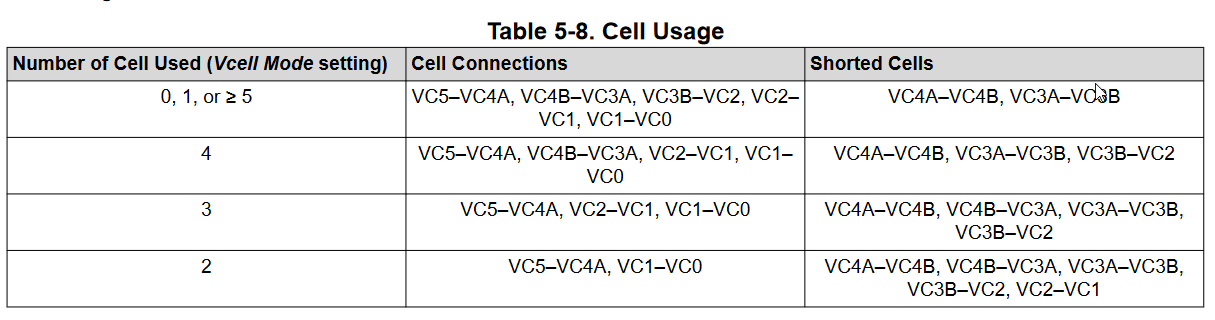 Table 5-8. Cell Usage
Number of Cell Used (Vcell Mode setting) Cell Connections Shorted Cells
0, 1, or ≥ 5 VC5–VC4A, VC4B–VC3A, VC3B–VC2, VC2– VC4A–VC4B, VC3A–VC3B
VC1, VC1–VC0
4 VC5–VC4A, VC4B–VC3A, VC2–VC1, VC1– VC4A–VC4B, VC3A–VC3B, VC3B–VC2
VC0
3 VC5–VC4A, VC2–VC1, VC1–VC0 VC4A–VC4B, VC4B–VC3A, VC3A–VC3B,
VC3B–VC2
2 VC5–VC4A, VC1–VC0 VC4A–VC4B, VC4B–VC3A, VC3A–VC3B,
VC3B–VC2, VC2–VC1